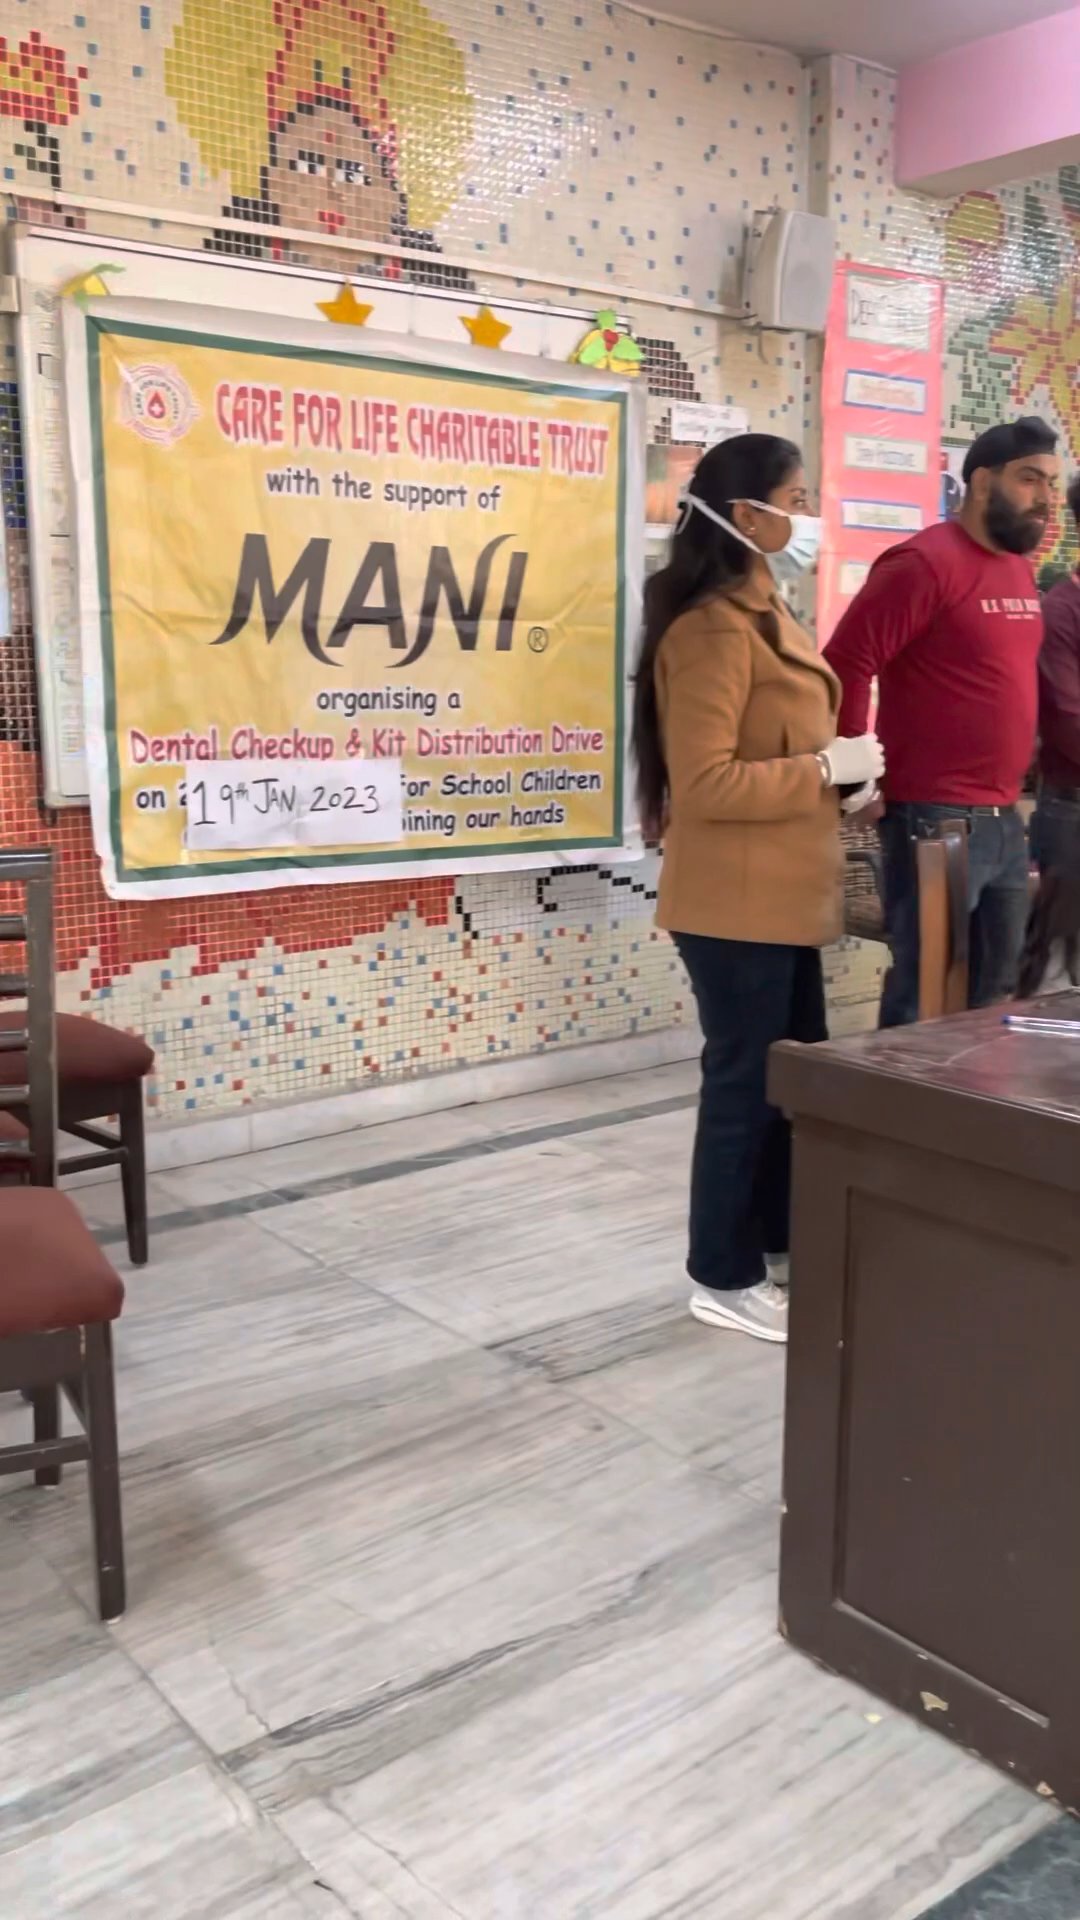 CARE FOR LIFE CHARITABLE TRUST
with the support of
MANI®
organising a
Dental Checkup & Kit Distribution Drive
on 19th JAN 2023 for School Children
ining our hands